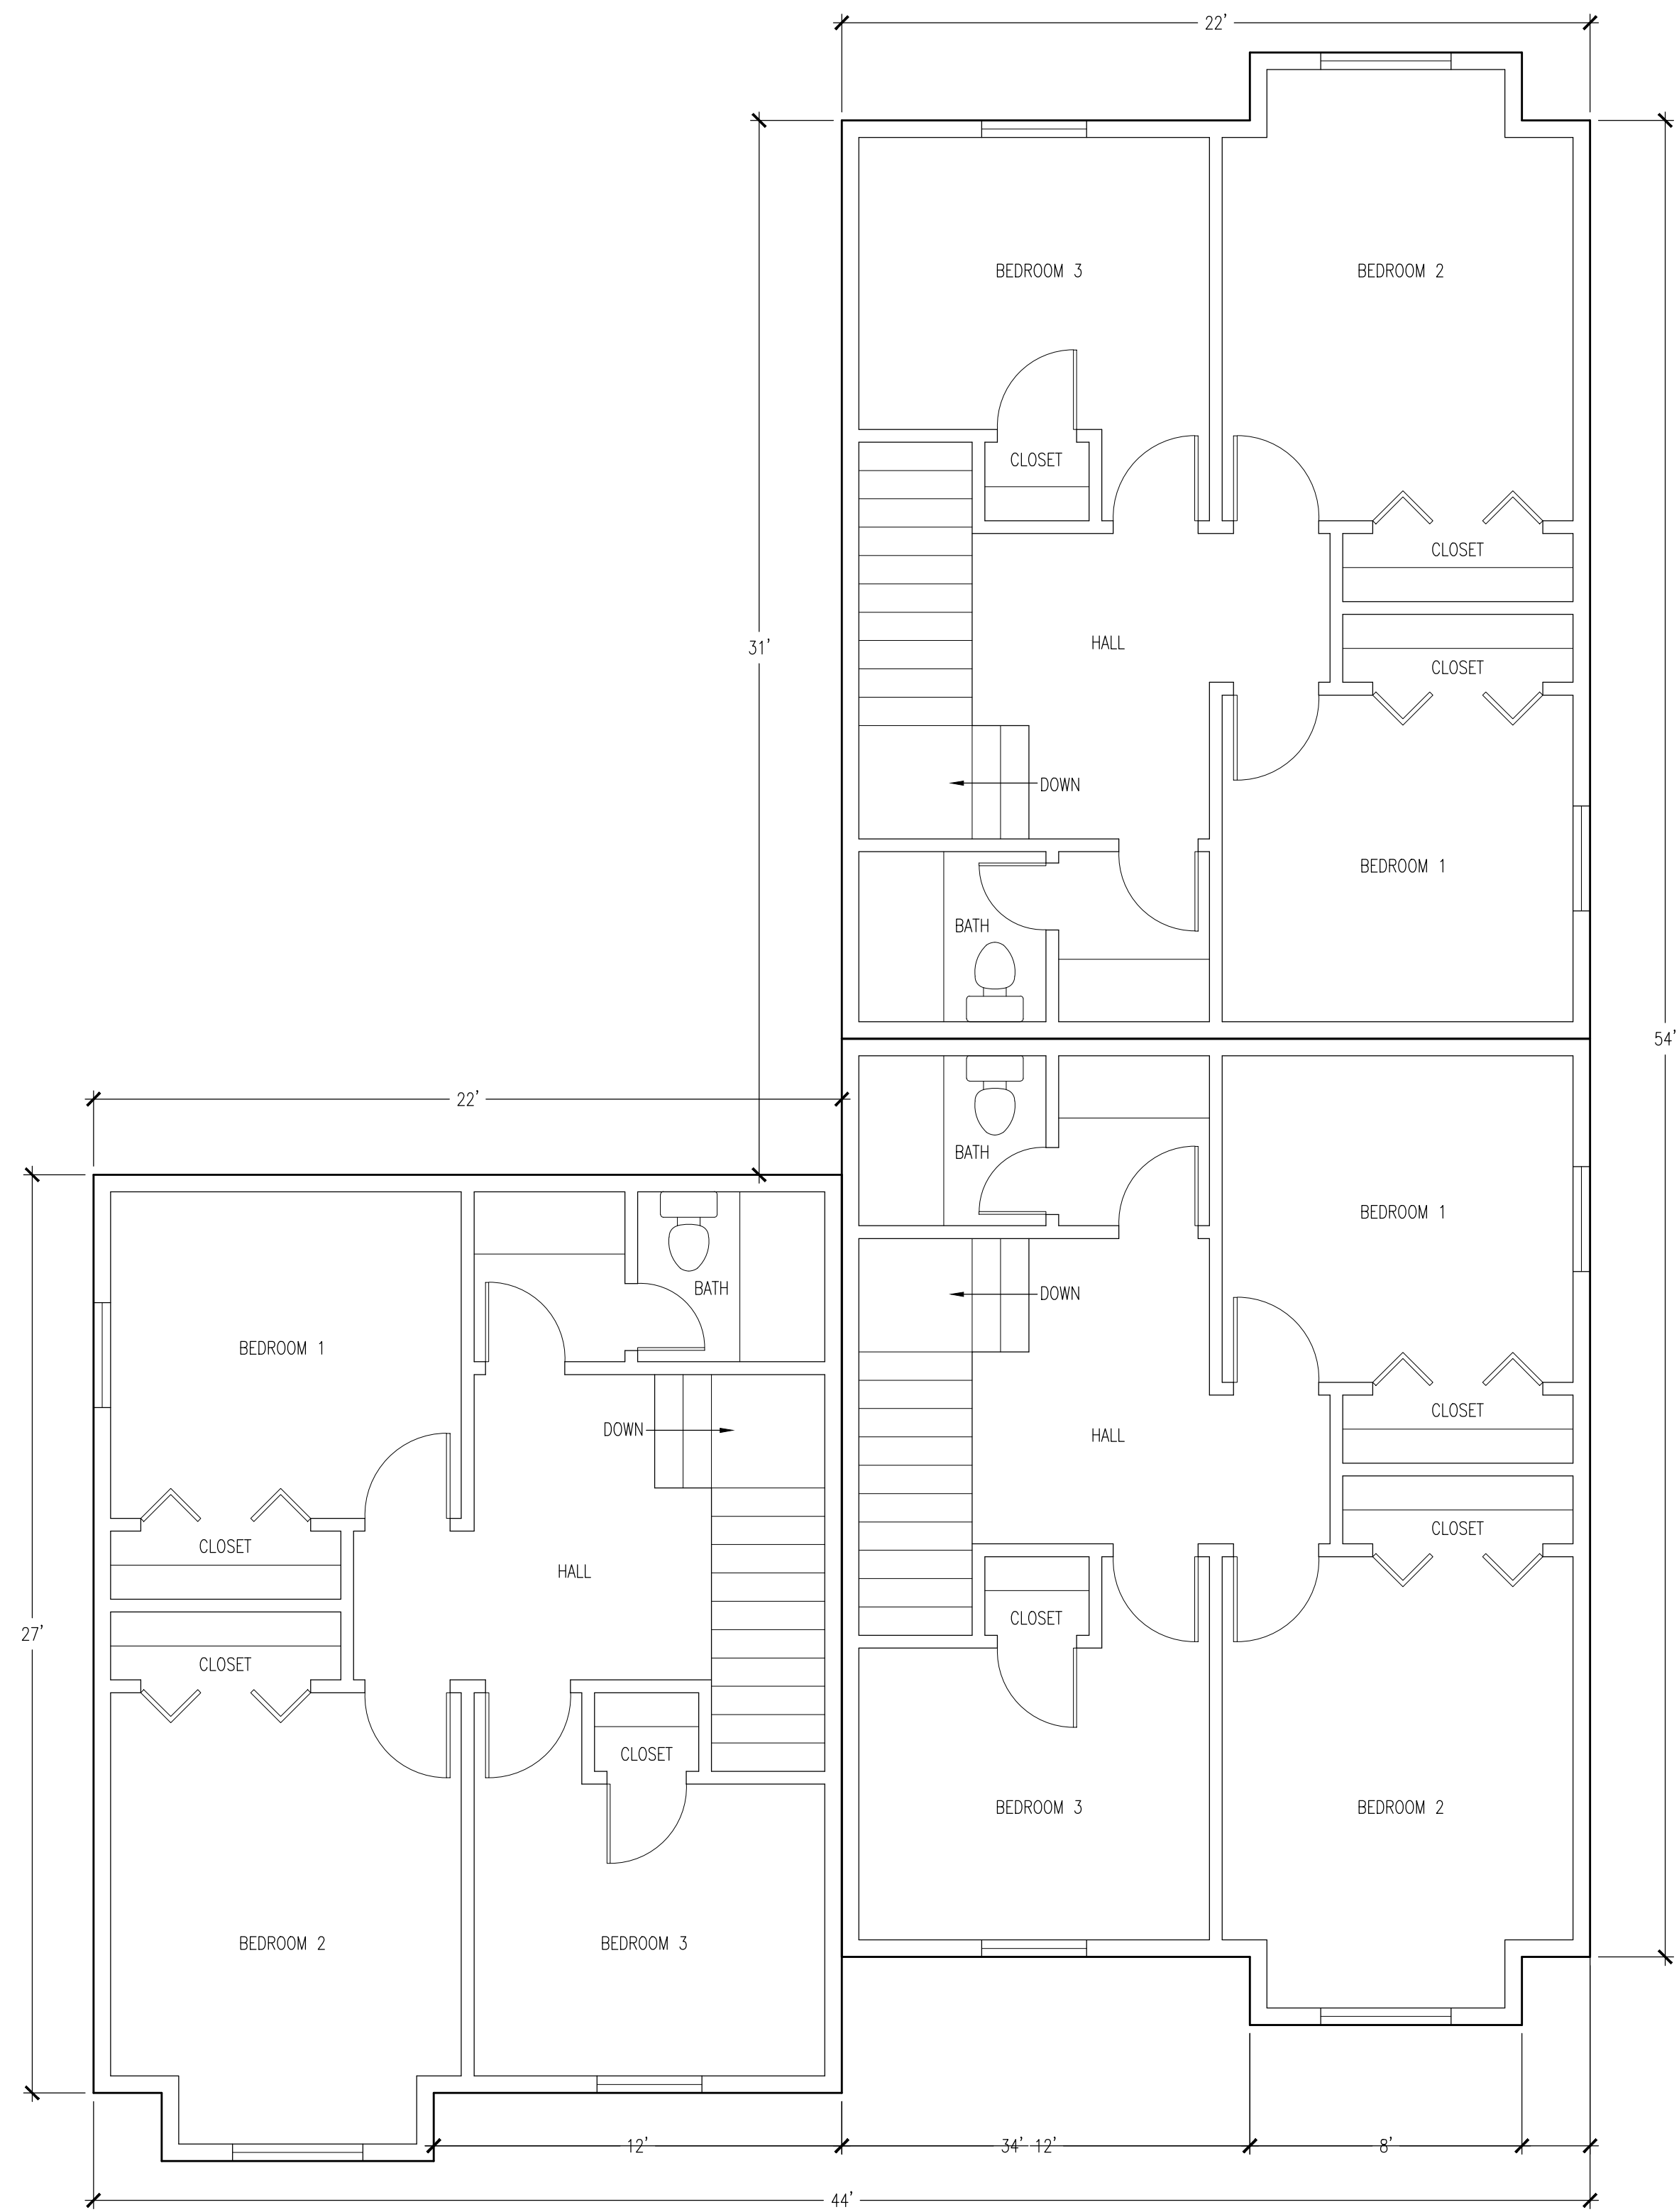 22'
BEDROOM 3
BEDROOM 2
CLOSET
CLOSET
31'
HALL
CLOSET
DOWN
BEDROOM 1
BATH
54'
22'
BATH
BEDROOM 1
BATH
DOWN
BEDROOM 1
CLOSET
DOWN
HALL
CLOSET
CLOSET
HALL
CLOSET
27'
CLOSET
CLOSET
BEDROOM 3
BEDROOM 2
BEDROOM 2
BEDROOM 3
12'
34' 12'
8'
44'